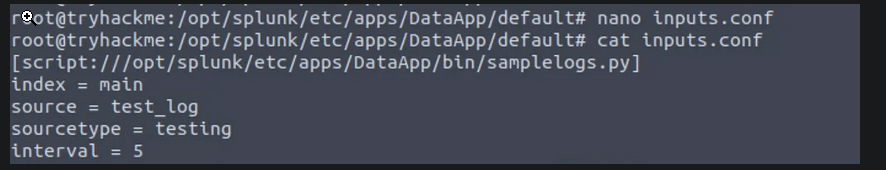 root@tryhackme:/opt/splunk/etc/apps/DataApp/default# nano inputs.conf
root@tryhackme:/opt/splunk/etc/apps/DataApp/default# cat inputs.conf
[script:///opt/splunk/etc/apps/DataApp/bin/samplelogs.py]
index = main
source = test_log
sourcetype = testing
interval = 5